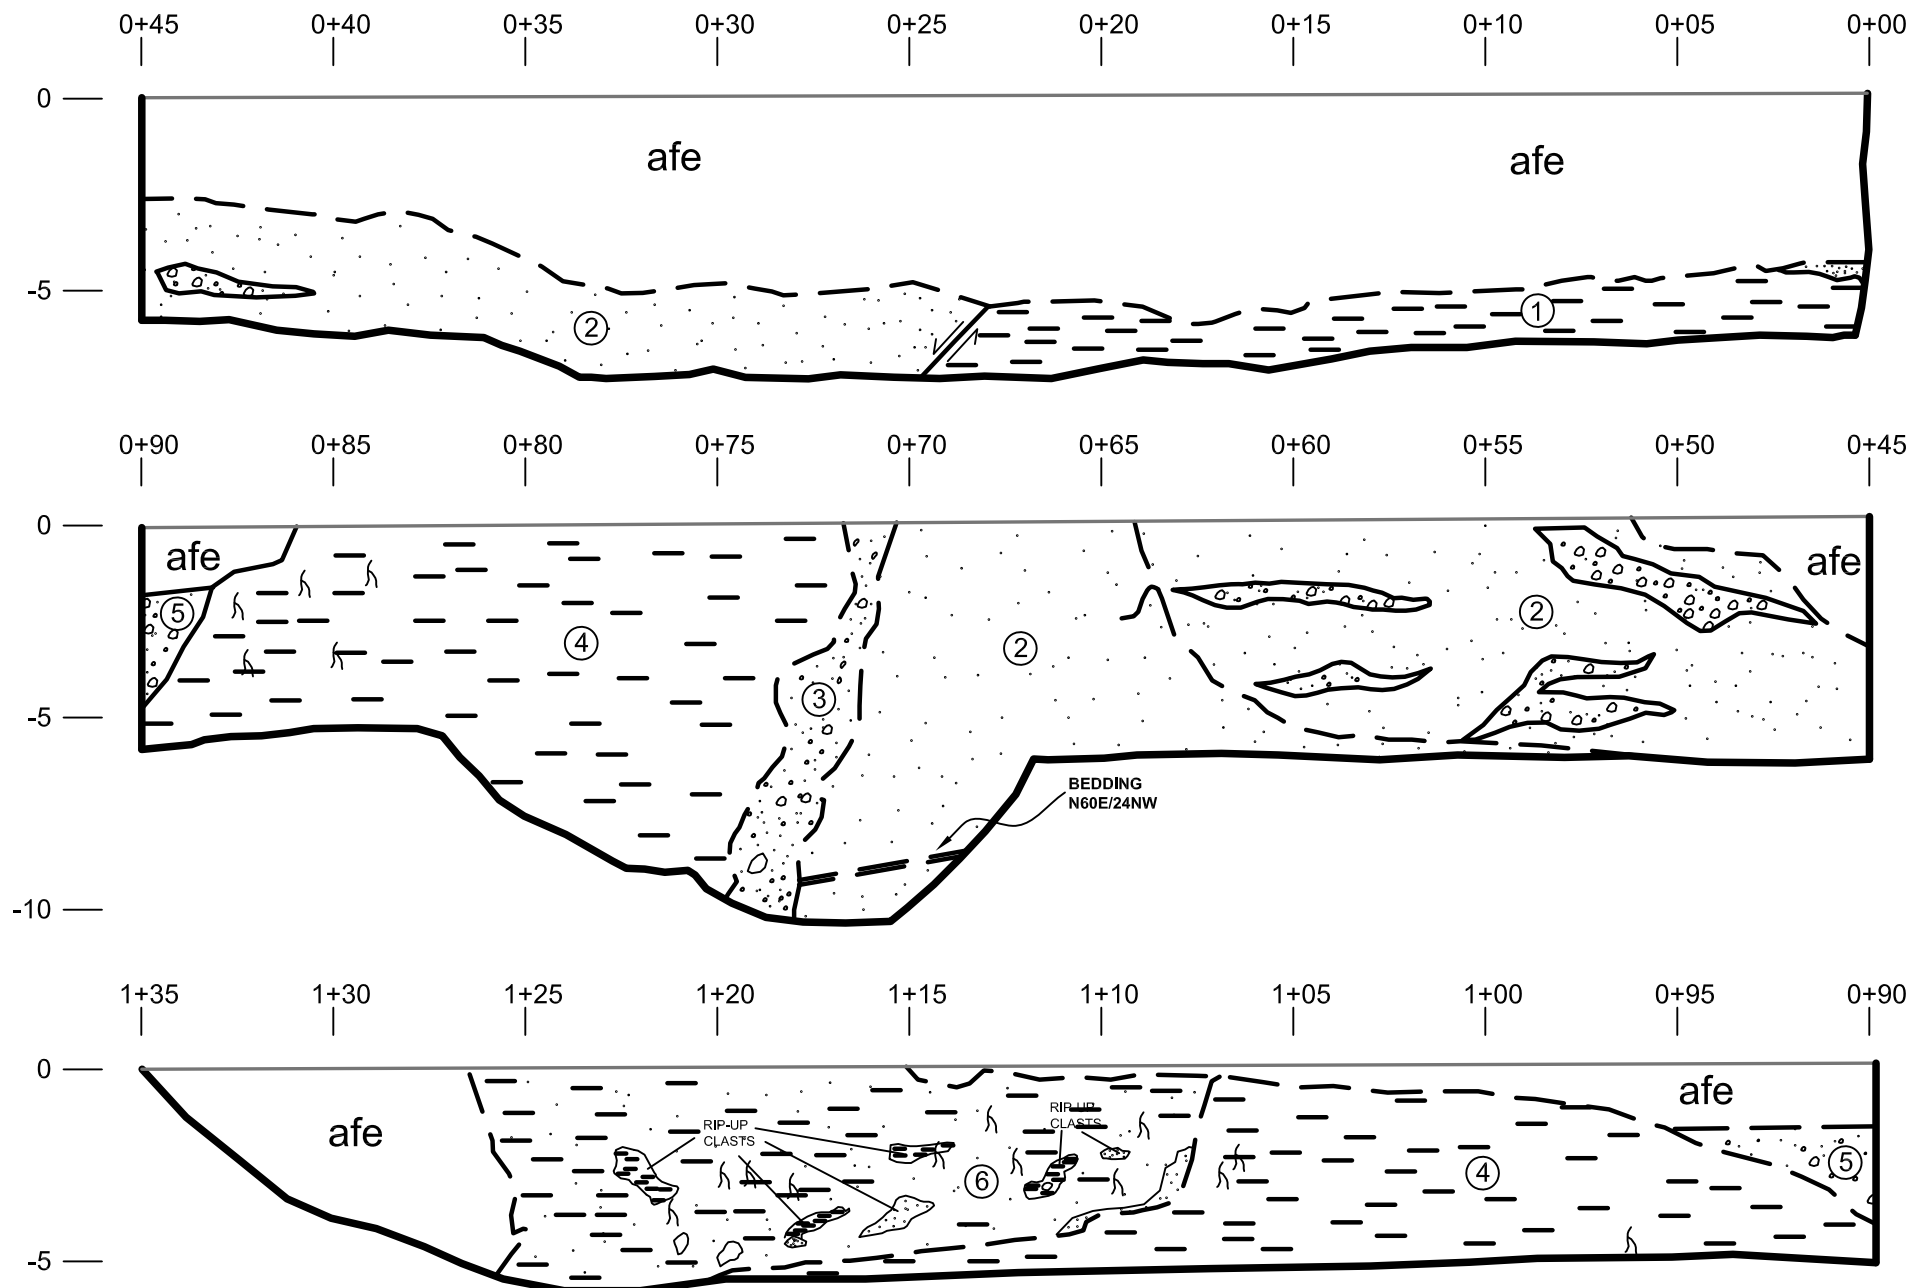 0+45 0+40 0+35 0+30 0+25 0+20 0+15 0+10 0+05 0+00
0
afe afe
-5
2 1
0+90 0+85 0+80 0+75 0+70 0+65 0+60 0+55 0+50 0+45
0
afe afe
5 4 2 2
3
-5
BEDDING
N60E/24NW
-10
1+35 1+30 1+25 1+20 1+15 1+10 1+05 1+00 0+95 0+90
0
afe afe
RIP-UP
CLASTS
RIP-UP
CLASTS
6 4 5
-5